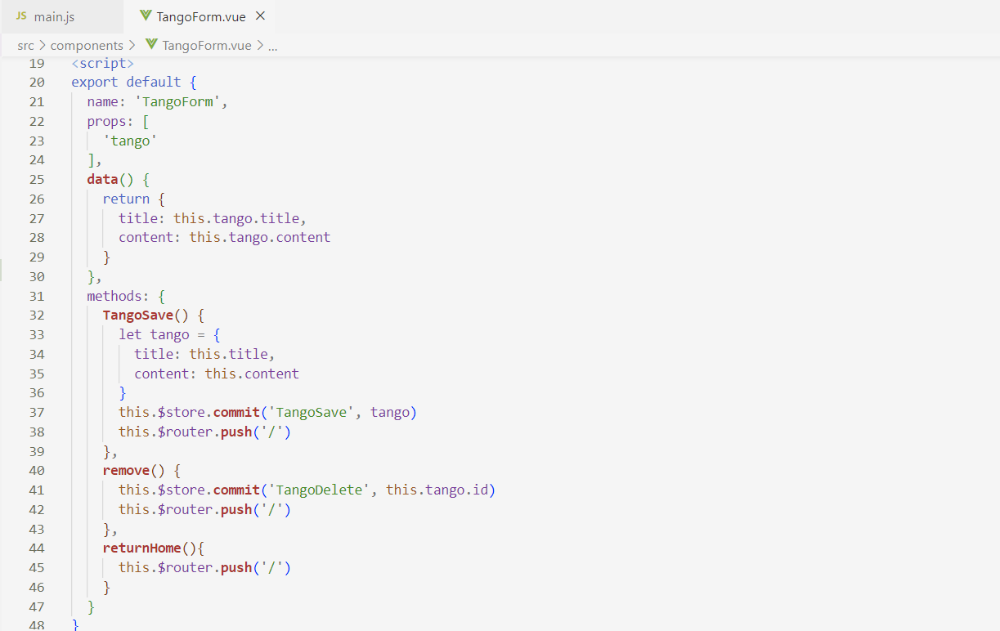 JS main.js TangoForm.vue ×
src > components > TangoForm.vue > ...
19 <script>
20 export default {
21   name: 'TangoForm',
22   props: [
23     'tango'
24   ],
25   data() {
26     return {
27       title: this.tango.title,
28       content: this.tango.content
29     }
30   },
31   methods: {
32     TangoSave() {
33       let tango = {
34         title: this.title,
35         content: this.content
36       }
37       this.$store.commit('TangoSave', tango)
38       this.$router.push('/')
39     },
40     remove() {
41       this.$store.commit('TangoDelete', this.tango.id)
42       this.$router.push('/')
43     },
44     returnHome(){
45       this.$router.push('/')
46     }
47   }
48 }